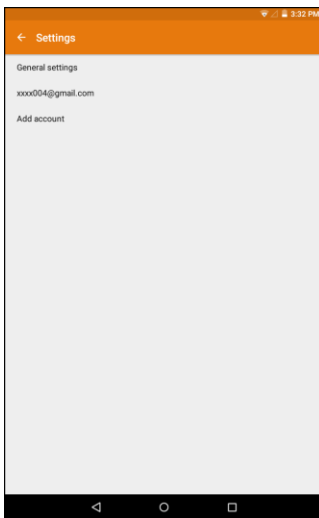 3:32 PM
Settings
General settings
xxxx004@gmail.com
Add account